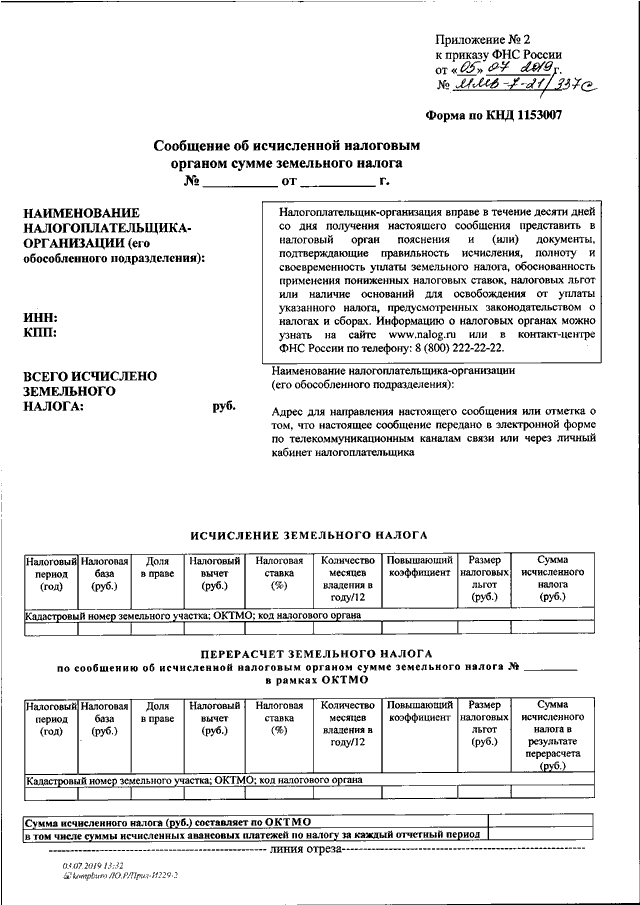 Приложение № 2
к приказу ФНС России
от «05» 07 2019 г.
№ ММВ-7-21/337@
Форма по КНД 1153007
Сообщение об исчисленной налоговым
органом сумме земельного налога
№ ___________ от ___________ г.
НАИМЕНОВАНИЕ
НАЛОГОПЛАТЕЛЬЩИКА-
ОРГАНИЗАЦИИ (его
обособленного подразделения):
ИНН:
КПП:
ВСЕГО ИСЧИСЛЕНО
ЗЕМЕЛЬНОГО
НАЛОГА: руб.
Налогоплательщик-организация вправе в течение десяти дней
со дня получения настоящего сообщения представить в
налоговый орган пояснения и (или) документы,
подтверждающие правильность исчисления, полноту и
своевременность уплаты земельного налога, обоснованность
применения пониженных налоговых ставок, налоговых льгот
или наличие оснований для освобождения от уплаты
указанного налога, предусмотренных законодательством о
налогах и сборах. Информацию о налоговых органах можно
узнать на сайте www.nalog.ru или в контакт-центре
ФНС России по телефону: 8 (800) 222-22-22.
Наименование налогоплательщика-организации
(его обособленного подразделения):
Адрес для направления настоящего сообщения или отметка о
том, что настоящее сообщение передано в электронной форме
по телекоммуникационным каналам связи или через личный
кабинет налогоплательщика
ИСЧИСЛЕНИЕ ЗЕМЕЛЬНОГО НАЛОГА
Налоговый период (год) Налоговая база (руб.) Доля в праве Налоговый вычет (руб.) Налоговая ставка (%) Количество месяцев владения в году/12 Повышающий коэффициент Размер налоговых льгот (руб.) Сумма исчисленного налога (руб.)
Кадастровый номер земельного участка; ОКТМО; код налогового органа
ПЕРЕРАСЧЕТ ЗЕМЕЛЬНОГО НАЛОГА
по сообщению об исчисленной налоговым органом сумме земельного налога № _________
в рамках ОКТМО
Налоговый период (год) Налоговая база (руб.) Доля в праве Налоговый вычет (руб.) Налоговая ставка (%) Количество месяцев владения в году/12 Повышающий коэффициент Размер налоговых льгот (руб.) Сумма исчисленного налога в результате перерасчета (руб.)
Кадастровый номер земельного участка; ОКТМО; код налогового органа
Сумма исчисленного налога (руб.) составляет по ОКТМО
в том числе суммы исчисленных авансовых платежей по налогу за каждый отчетный период
линия отреза
03.07.2019 13:32
kompburo /Ю.Р/Прил-И229-2